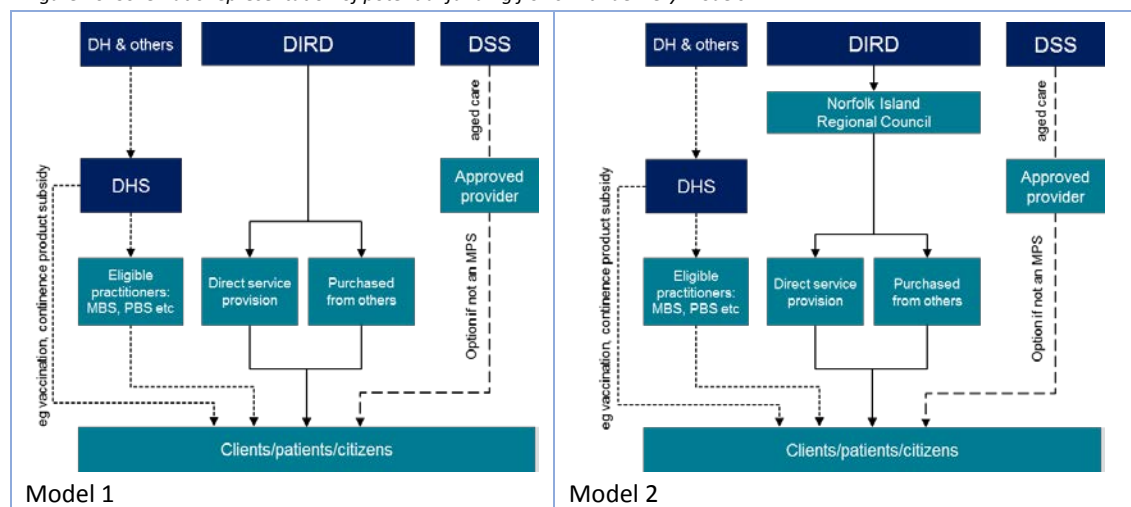 DH & others
DIRD
DSS
aged care
DHS
Approved
provider
eg vaccination, continence product subsidy
Eligible
practitioners:
MBS, PBS etc
Direct service
provision
Purchased
from others
Option if not an MPS
Clients/patients/citizens
Model 1
DH & others
DIRD
DSS
Norfolk Island
Regional Council
aged care
DHS
Approved
provider
eg vaccination, continence product subsidy
Eligible
practitioners:
MBS, PBS etc
Direct service
provision
Purchased
from others
Option if not an MPS
Clients/patients/citizens
Model 2